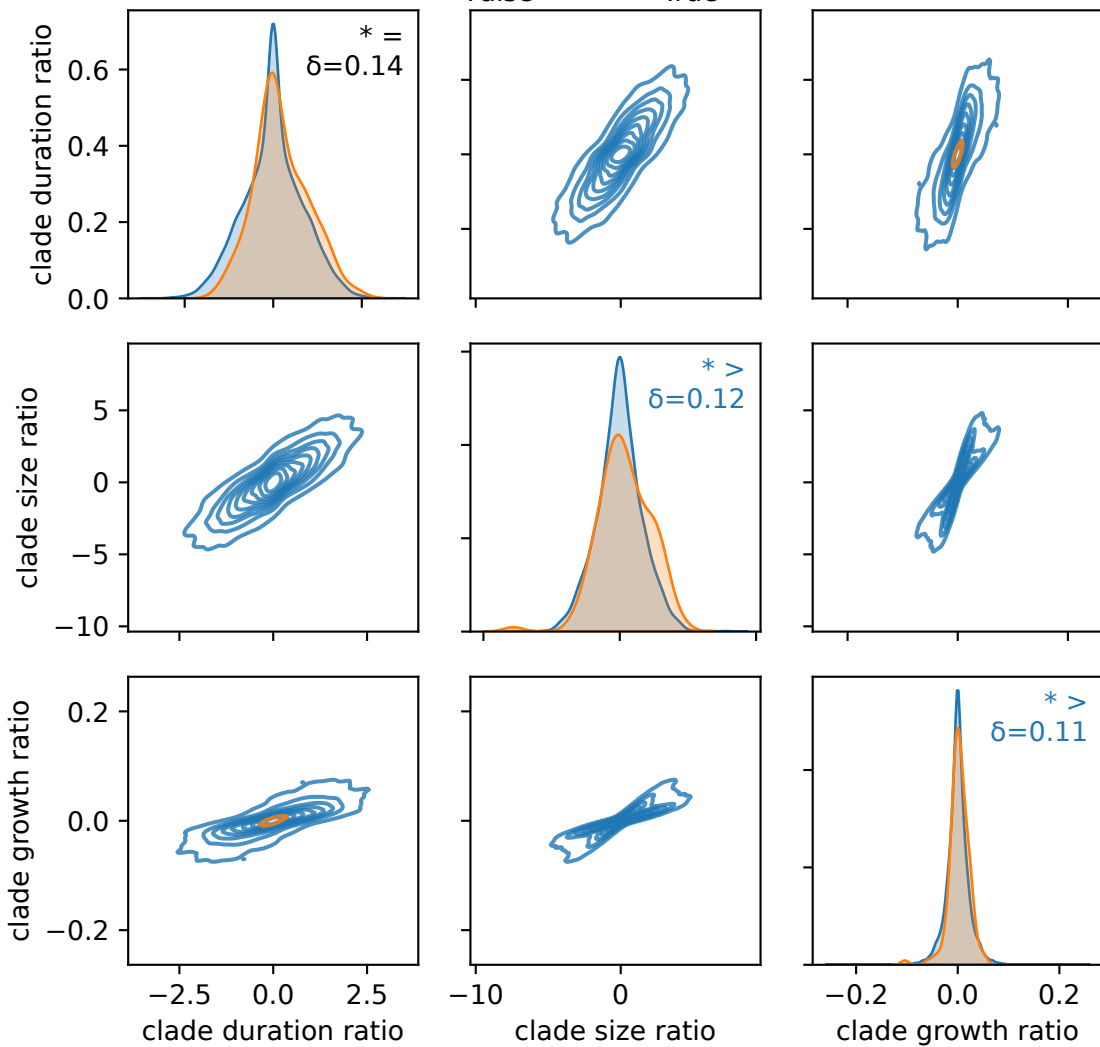 clade duration ratio
0.6
0.4
0.2
0.0
* =
δ=0.14
clade size ratio
5
0
−5
−10
* >
δ=0.12
clade growth ratio
0.2
0.0
−0.2
* >
δ=0.11
−2.5 0.0 2.5 −10 0 −0.2 0.0 0.2
clade duration ratio clade size ratio clade growth ratio